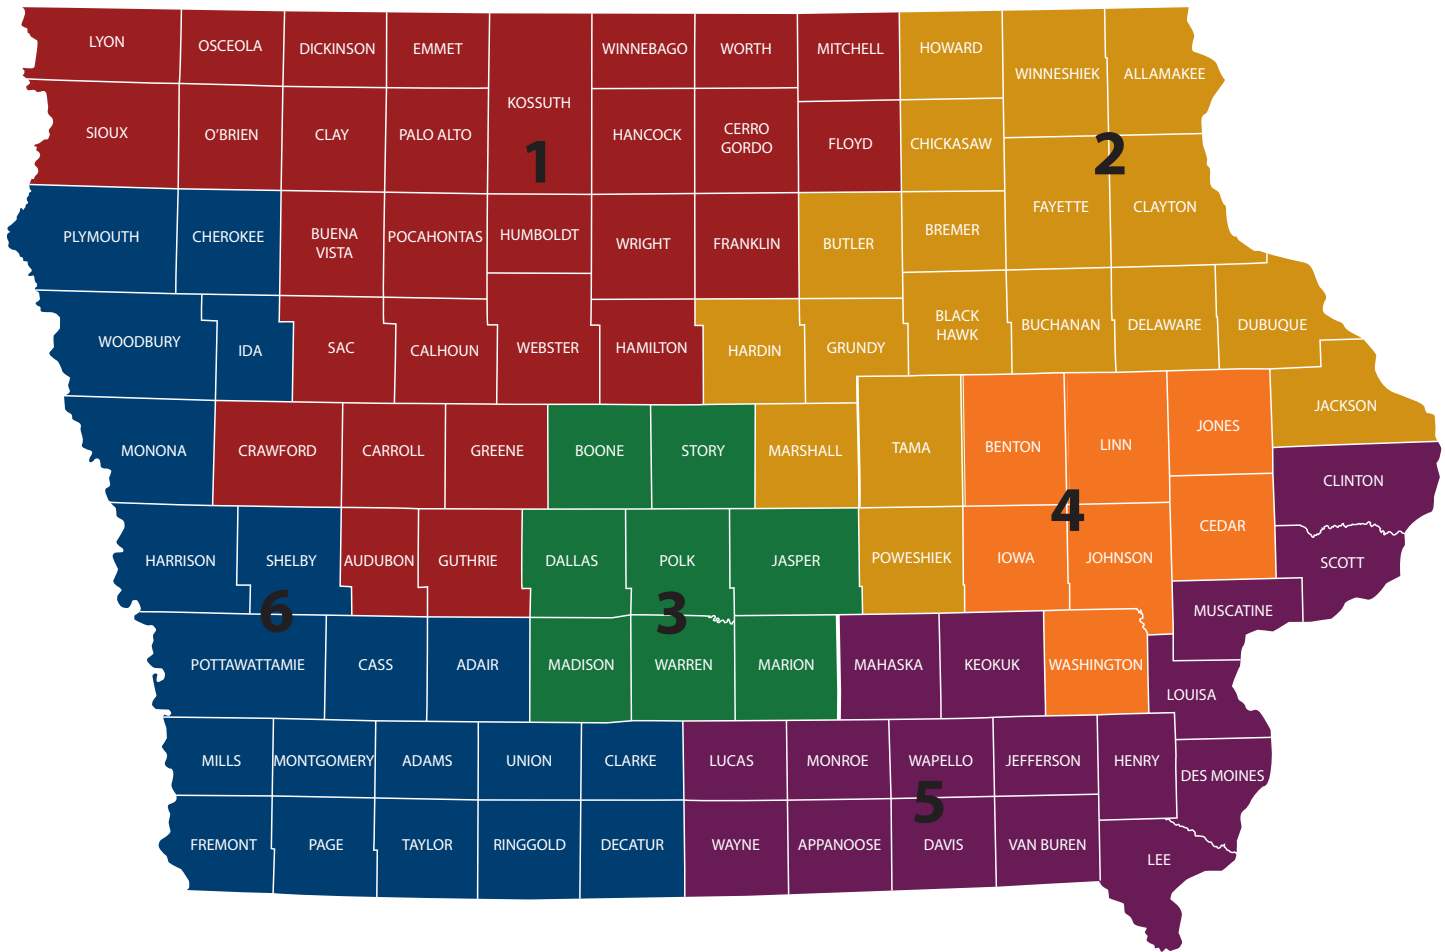 LYON
OSCEOLA
DICKINSON
EMMET
KOSSUTH
WINNEBAGO
WORTH
MITCHELL
HOWARD
WINNESHIEK
ALLAMAKEE
SIOUX
O'BRIEN
CLAY
PALO ALTO
1
HANCOCK
CERRO
GORDO
FLOYD
CHICKASAW
2
PLYMOUTH
CHEROKEE
BUENA
VISTA
POCAHONTAS
HUMBOLDT
WRIGHT
FRANKLIN
BUTLER
BREMER
FAYETTE
CLAYTON
WOODBURY
IDA
SAC
CALHOUN
WEBSTER
HAMILTON
HARDIN
GRUNDY
BLACK
HAWK
BUCHANAN
DELAWARE
DUBUQUE
MONONA
CRAWFORD
CARROLL
GREENE
BOONE
STORY
MARSHALL
TAMA
BENTON
LINN
JONES
JACKSON
CLINTON
4
CEDAR
HARRISON
SHELBY
AUDUBON
GUTHRIE
DALLAS
POLK
JASPER
POWESHIEK
IOWA
JOHNSON
SCOTT
MUSCATINE
6
3
POTTAWATTAMIE
CASS
ADAIR
MADISON
WARREN
MARION
MAHASKA
KEOKUK
WASHINGTON
LOUISA
MILLS
MONTGOMERY
ADAMS
UNION
CLARKE
LUCAS
MONROE
WAPELLO
JEFFERSON
HENRY
DES MOINES
5
FREMONT
PAGE
TAYLOR
RINGGOLD
DECATUR
WAYNE
APPANOOSE
DAVIS
VAN BUREN
LEE